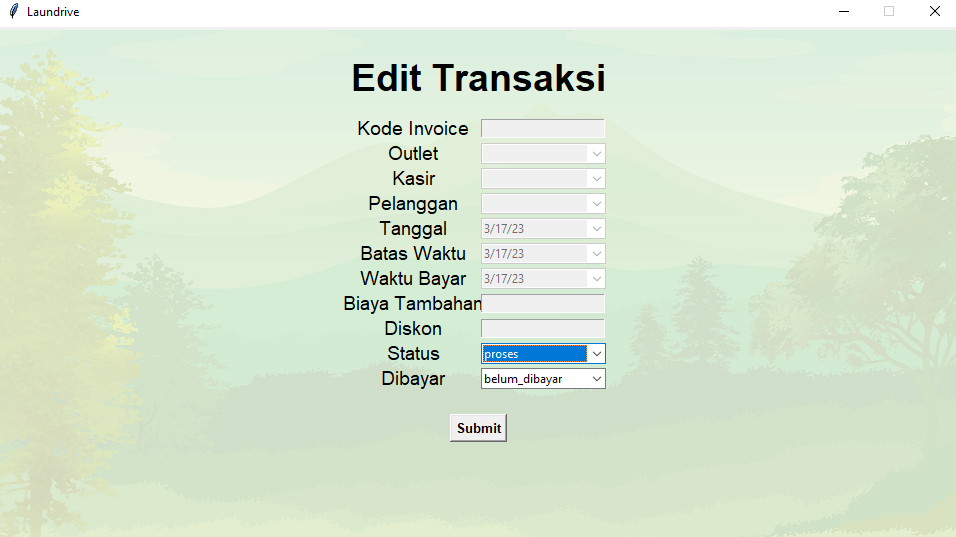 Laundrive
Edit Transaksi
Kode Invoice
Outlet
Kasir
Pelanggan
Tanggal 3/17/23
Batas Waktu 3/17/23
Waktu Bayar 3/17/23
Biaya Tambahan
Diskon
Status proses
Dibayar belum_dibayar
Submit